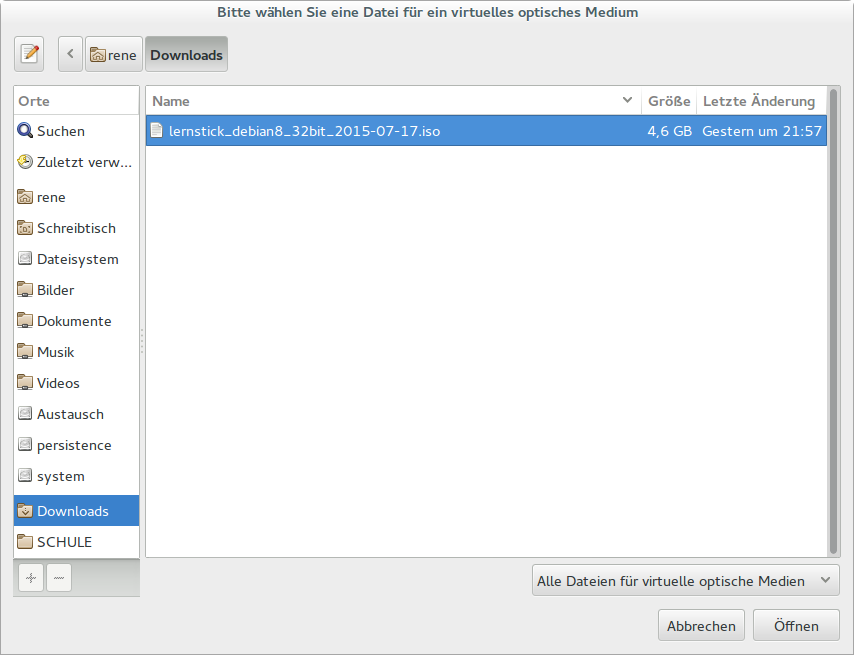 Bitte wählen Sie eine Datei für ein virtuelles optisches Medium
rene Downloads
Orte
Suchen
Zuletzt verw...
rene
Schreibtisch
Dateisystem
Bilder
Dokumente
Musik
Videos
Austausch
persistence
system
Downloads
SCHULE
Name Größe Letzte Änderung
lernstick_debian8_32bit_2015-07-17.iso 4,6 GB Gestern um 21:57
Alle Dateien für virtuelle optische Medien
Abbrechen Öffnen